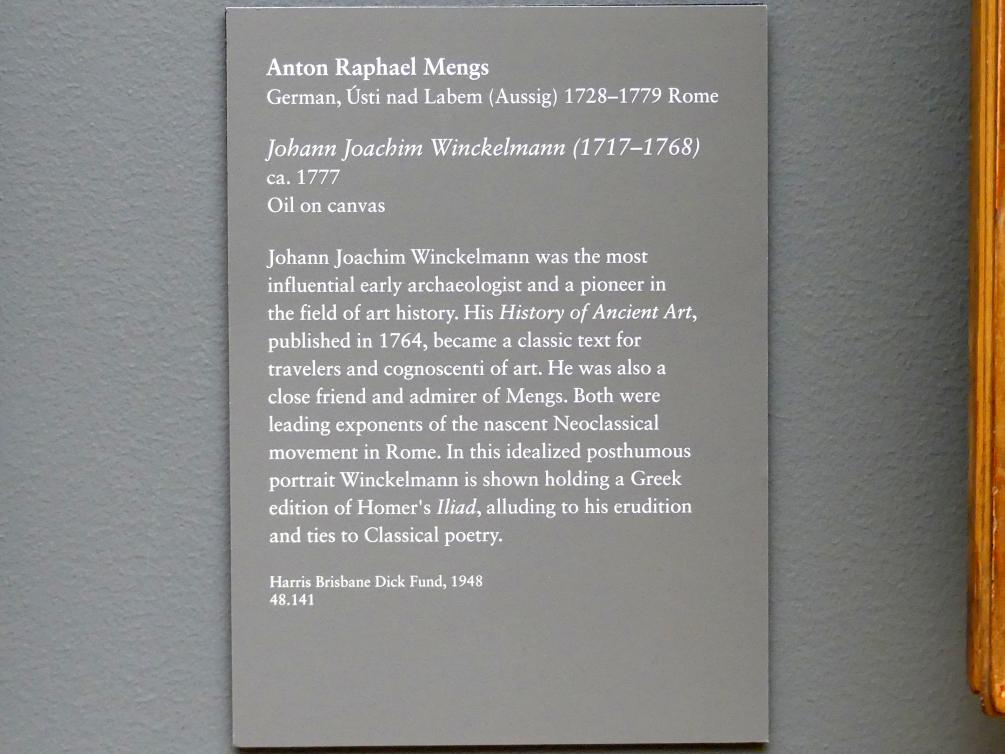 Anton Raphael Mengs
German, Ústi nad Labem (Aussig) 1728–1779 Rome
Johann Joachim Winckelmann (1717–1768)
ca. 1777
Oil on canvas
Johann Joachim Winckelmann was the most
influential early archaeologist and a pioneer in
the field of art history. His History of Ancient Art,
published in 1764, became a classic text for
travelers and cognoscenti of art. He was also a
close friend and admirer of Mengs. Both were
leading exponents of the nascent Neoclassical
movement in Rome. In this idealized posthumous
portrait Winckelmann is shown holding a Greek
edition of Homer's Iliad, alluding to his erudition
and ties to Classical poetry.
Harris Brisbane Dick Fund, 1948
48.141